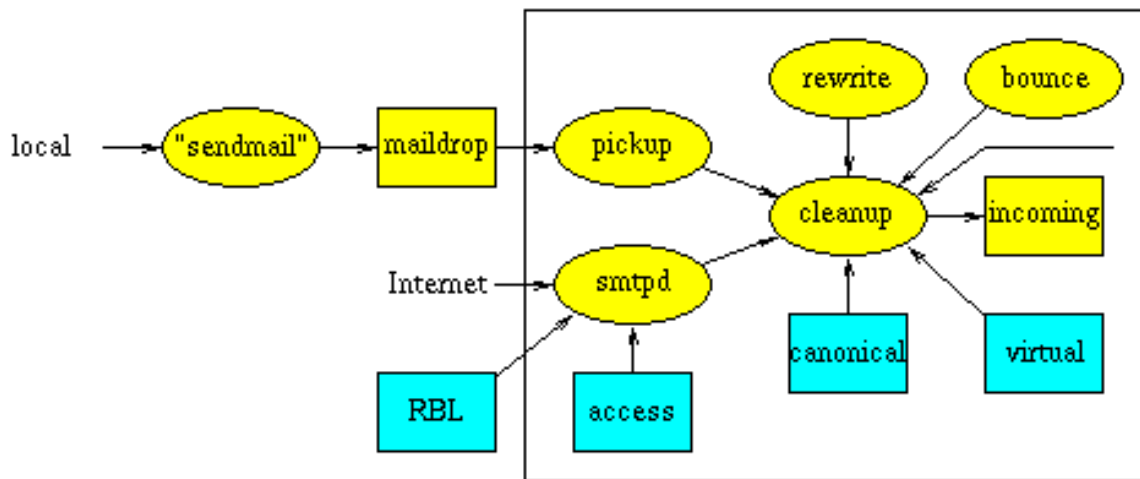 rewrite
bounce
local
"sendmail"
maildrop
pickup
cleanup
incoming
Internet
smtpd
canonical
virtual
RBL
access